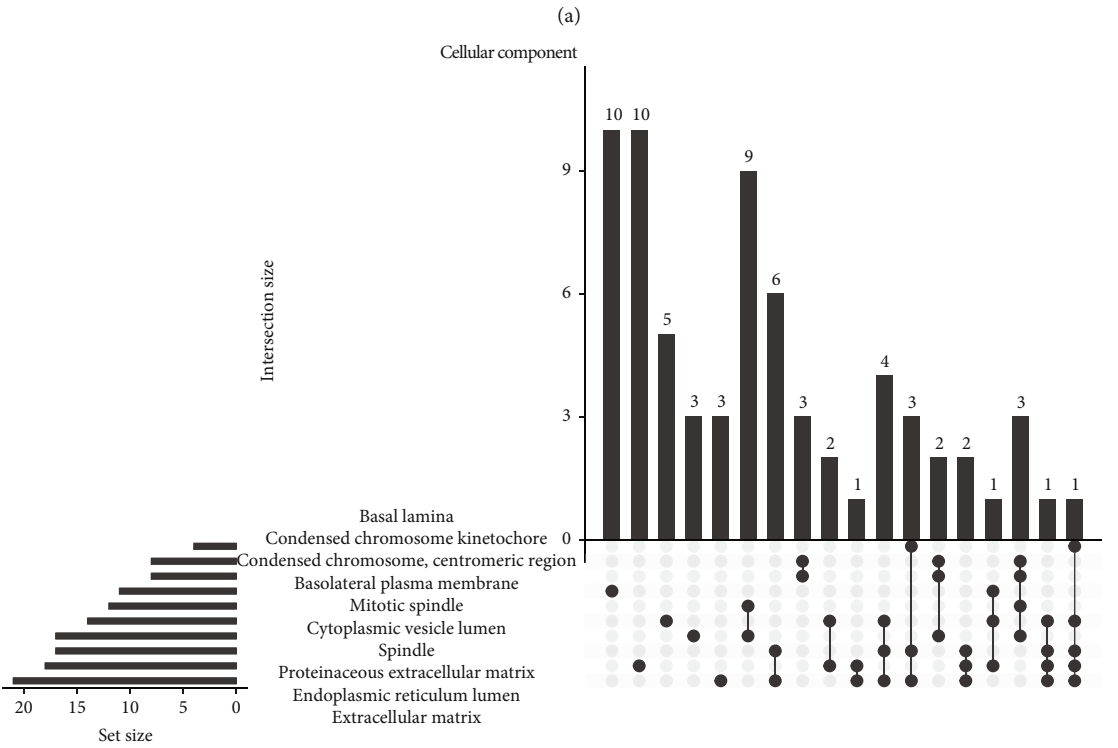 (a)
Cellular component
10 10 5 3 3 9 6 3 2 1 4 3 2 2 1 3 1 1
9
6
3
0
Intersection size
Basal lamina
Condensed chromosome kinetochore
Condensed chromosome, centromeric region
Basolateral plasma membrane
Mitotic spindle
Cytoplasmic vesicle lumen
Spindle
Proteinaceous extracellular matrix
Endoplasmic reticulum lumen
Extracellular matrix
20 15 10 5 0
Set size